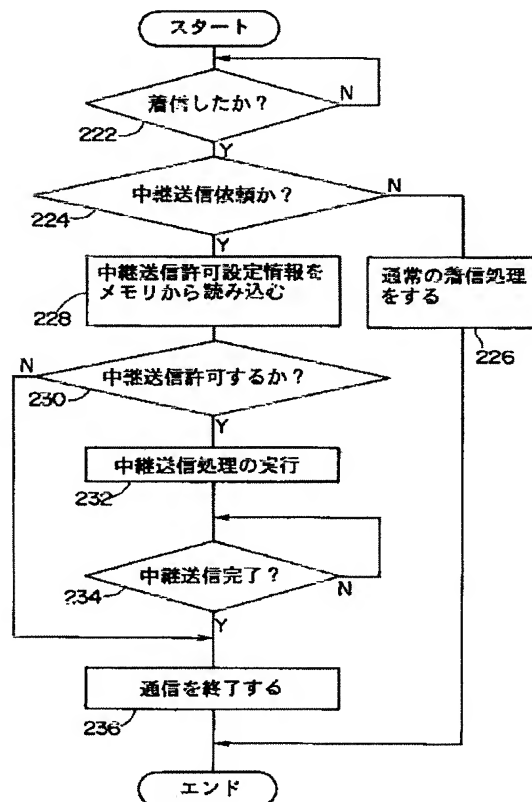 スタート
着信したか？
N
222
Y
中継送信依頼か？
N
224
Y
中継送信許可設定情報を
メモリから読み込む
228
通常の着信処理
をする
226
N
中継送信許可するか？
230
Y
中継送信処理の実行
232
中継送信完了？
N
234
Y
通信を終了する
236
エンド